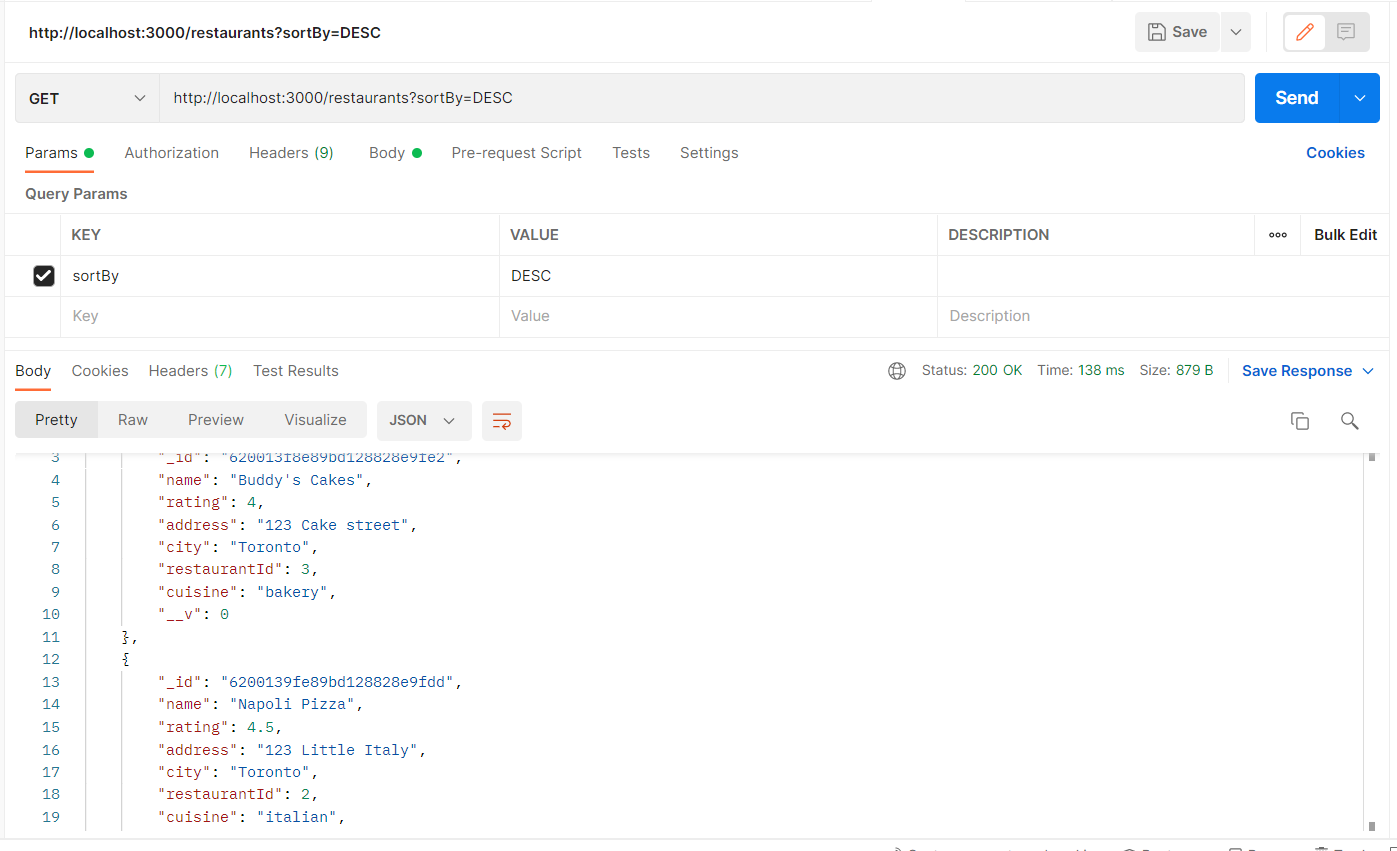 http://localhost:3000/restaurants?sortBy=DESC
Save
GET http://localhost:3000/restaurants?sortBy=DESC Send
Params Authorization Headers (9) Body Pre-request Script Tests Settings Cookies
Query Params
KEY VALUE DESCRIPTION ooo Bulk Edit
sortBy DESC
Key Value Description
Body Cookies Headers (7) Test Results Status: 200 OK Time: 138 ms Size: 879 B Save Response
Pretty Raw Preview Visualize JSON
3 "_id": "620013f8e89bd128828e9fe2",
4 "name": "Buddy's Cakes",
5 "rating": 4,
6 "address": "123 Cake street",
7 "city": "Toronto",
8 "restaurantId": 3,
9 "cuisine": "bakery",
10 "__v": 0
11 },
12 {
13 "_id": "6200139fe89bd128828e9fdd",
14 "name": "Napoli Pizza",
15 "rating": 4.5,
16 "address": "123 Little Italy",
17 "city": "Toronto",
18 "restaurantId": 2,
19 "cuisine": "italian",